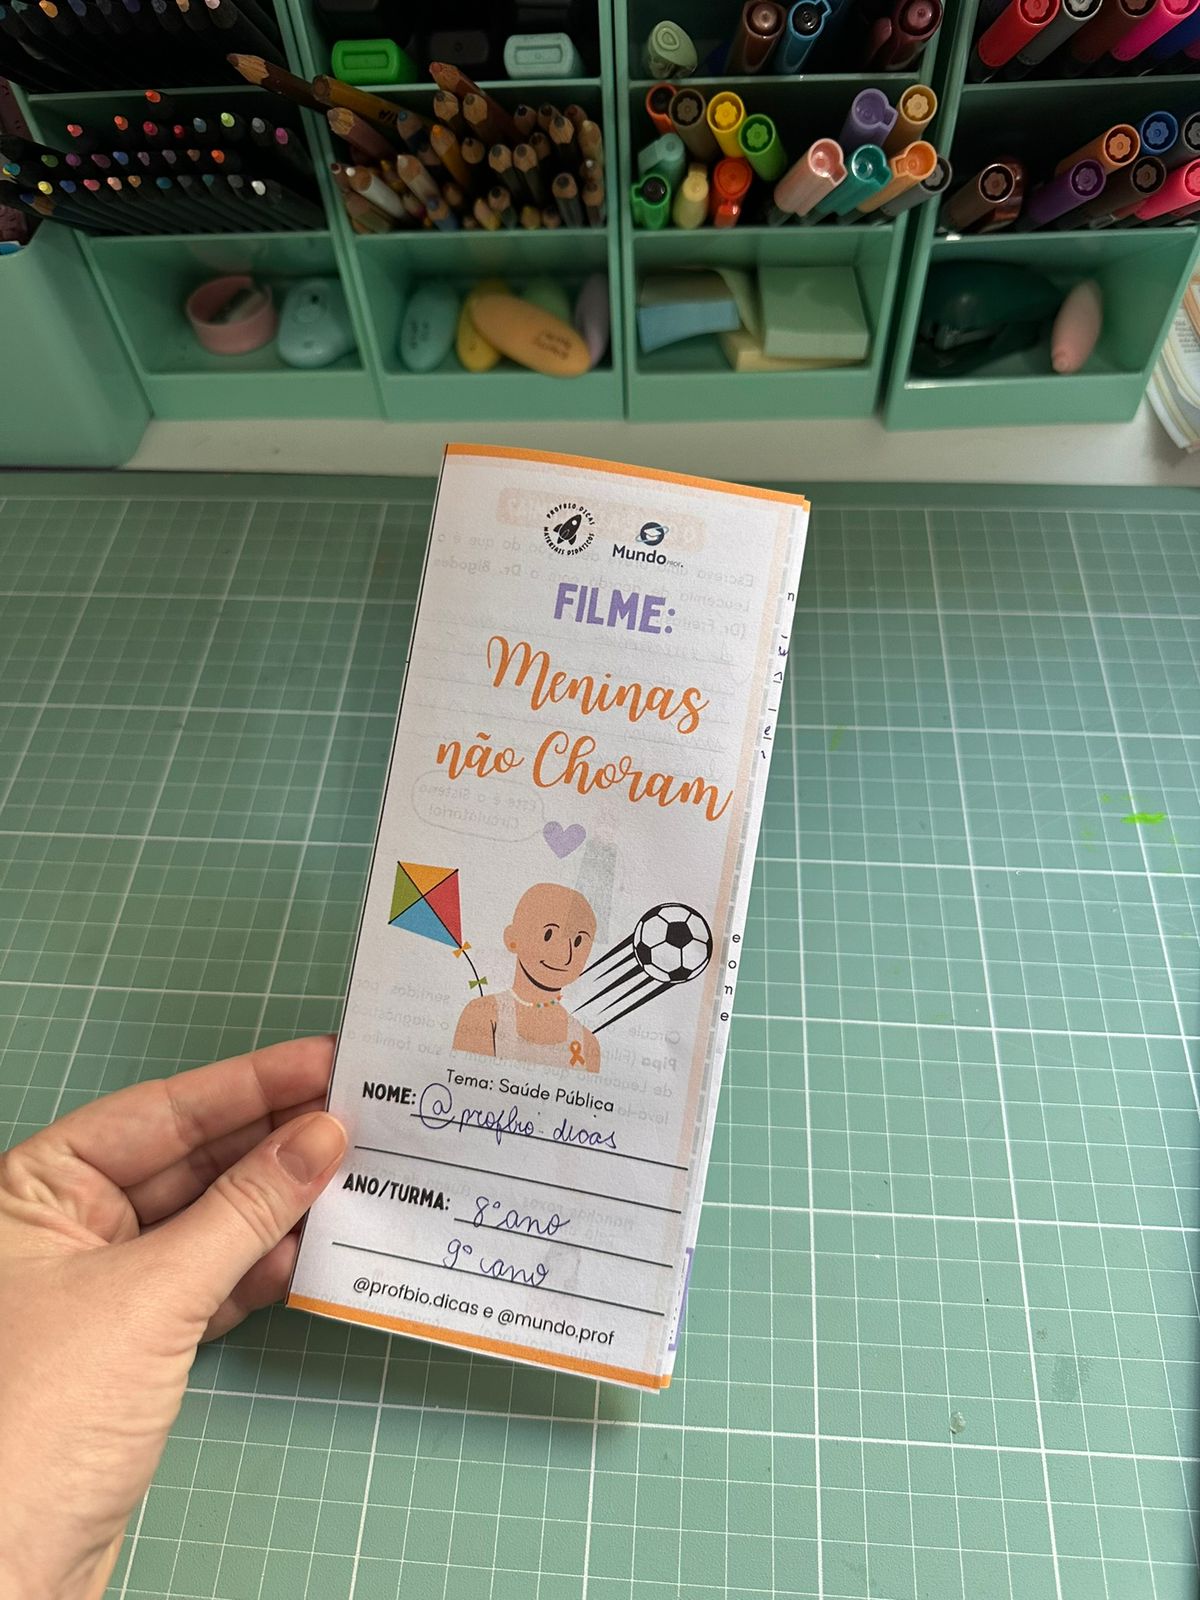 PROFBIO.DICAS
MATERIAIS DIDÁTICOS
Mundo PROF.
FILME:
Meninas
não Choram
Tema: Saúde Pública
NOME: @profbio.dicas
ANO/TURMA: 8º ano
9º ano
@profbio.dicas e @mundo.prof